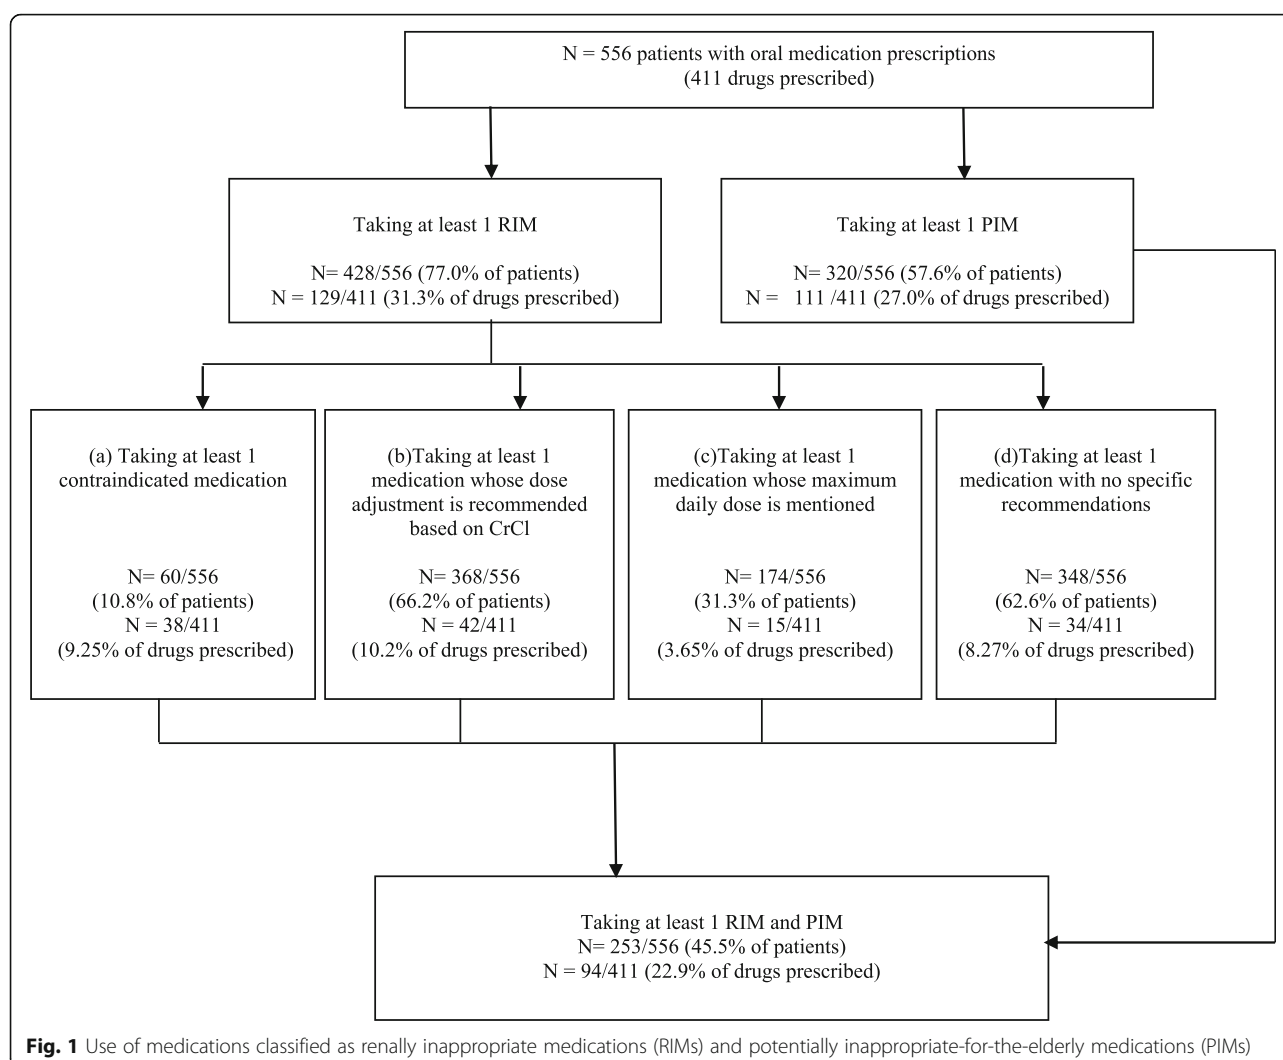 N = 556 patients with oral medication prescriptions
(411 drugs prescribed)
Taking at least 1 RIM
N= 428/556 (77.0% of patients)
N = 129/411 (31.3% of drugs prescribed)
Taking at least 1 PIM
N= 320/556 (57.6% of patients)
N = 111 /411 (27.0% of drugs prescribed)
(a) Taking at least 1
contraindicated medication
N= 60/556
(10.8% of patients)
N = 38/411
(9.25% of drugs prescribed)
(b)Taking at least 1
medication whose dose
adjustment is recommended
based on CrCl
N= 368/556
(66.2% of patients)
N = 42/411
(10.2% of drugs prescribed)
(c)Taking at least 1
medication whose maximum
daily dose is mentioned
N= 174/556
(31.3% of patients)
N = 15/411
(3.65% of drugs prescribed)
(d)Taking at least 1
medication with no specific
recommendations
N= 348/556
(62.6% of patients)
N = 34/411
(8.27% of drugs prescribed)
Taking at least 1 RIM and PIM
N= 253/556 (45.5% of patients)
N = 94/411 (22.9% of drugs prescribed)
Fig. 1 Use of medications classified as renally inappropriate medications (RIMs) and potentially inappropriate-for-the-elderly medications (PIMs)